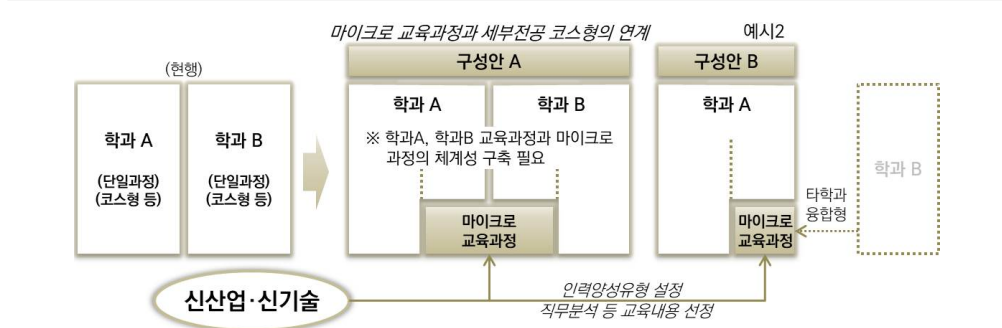 마이크로 교육과정과 세부전공 코스형의 연계
예시2
(현행)
구성안 A
구성안 B
학과 A
(단일과정)
(코스형 등)
학과 B
(단일과정)
(코스형 등)
학과 A
학과 B
※ 학과A, 학과B 교육과정과 마이크로
과정의 체계성 구축 필요
마이크로
교육과정
학과 A
마이크로
교육과정
타학과
융합형
학과 B
신산업·신기술
인력양성유형 설정
직무분석 등 교육내용 선정